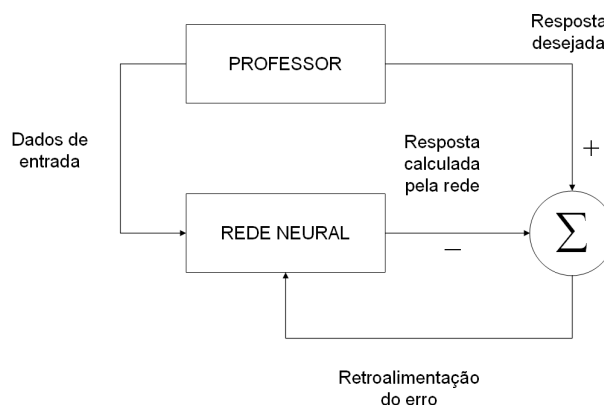 Resposta
desejada
PROFESSOR
Dados de
entrada
Resposta
calculada
pela rede
+
REDE NEURAL
−
Σ
Retroalimentação
do erro